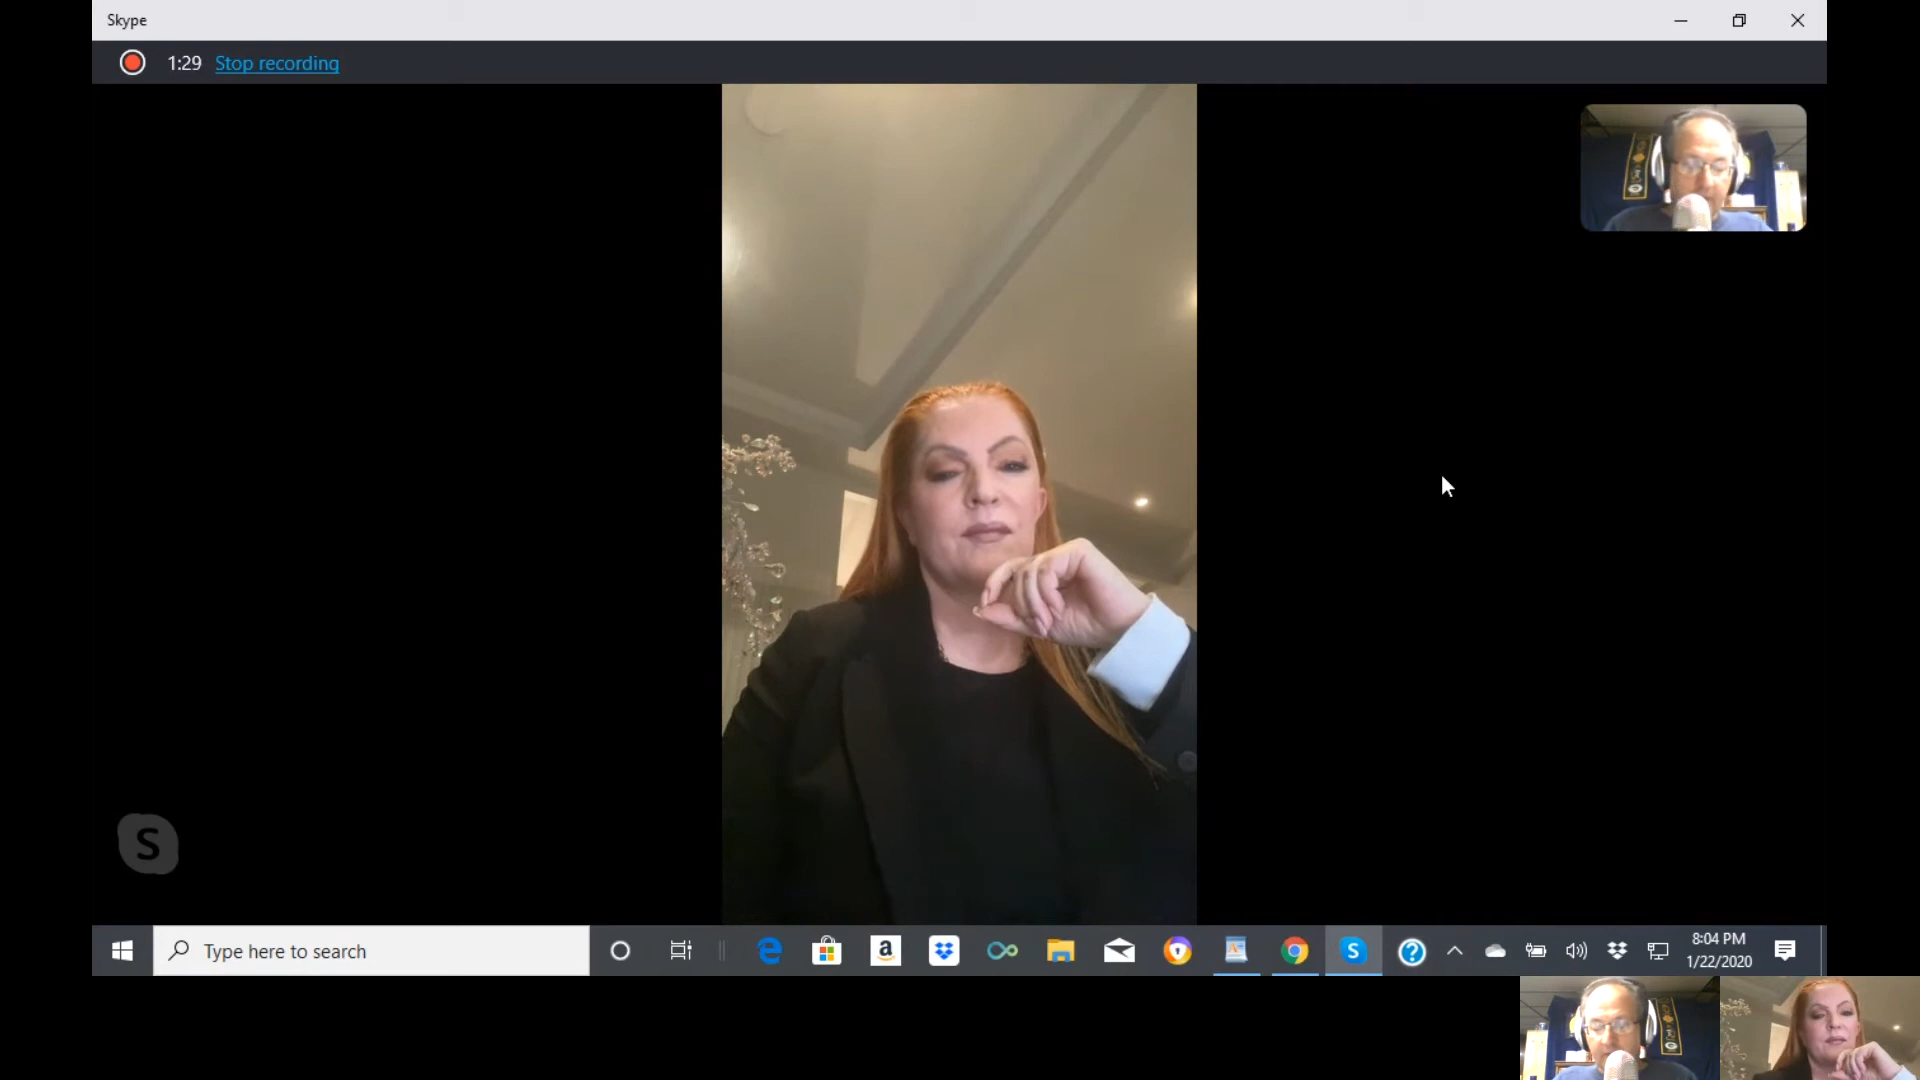 Skype
1:29 Stop recording
S
Type here to search
a
S
?
8:04 PM
1/22/2020